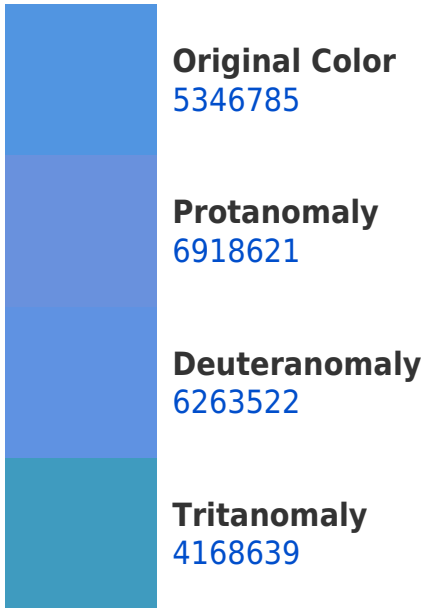 Original Color
5346785
Protanomaly
6918621
Deuteranomaly
6263522
Tritanomaly
4168639